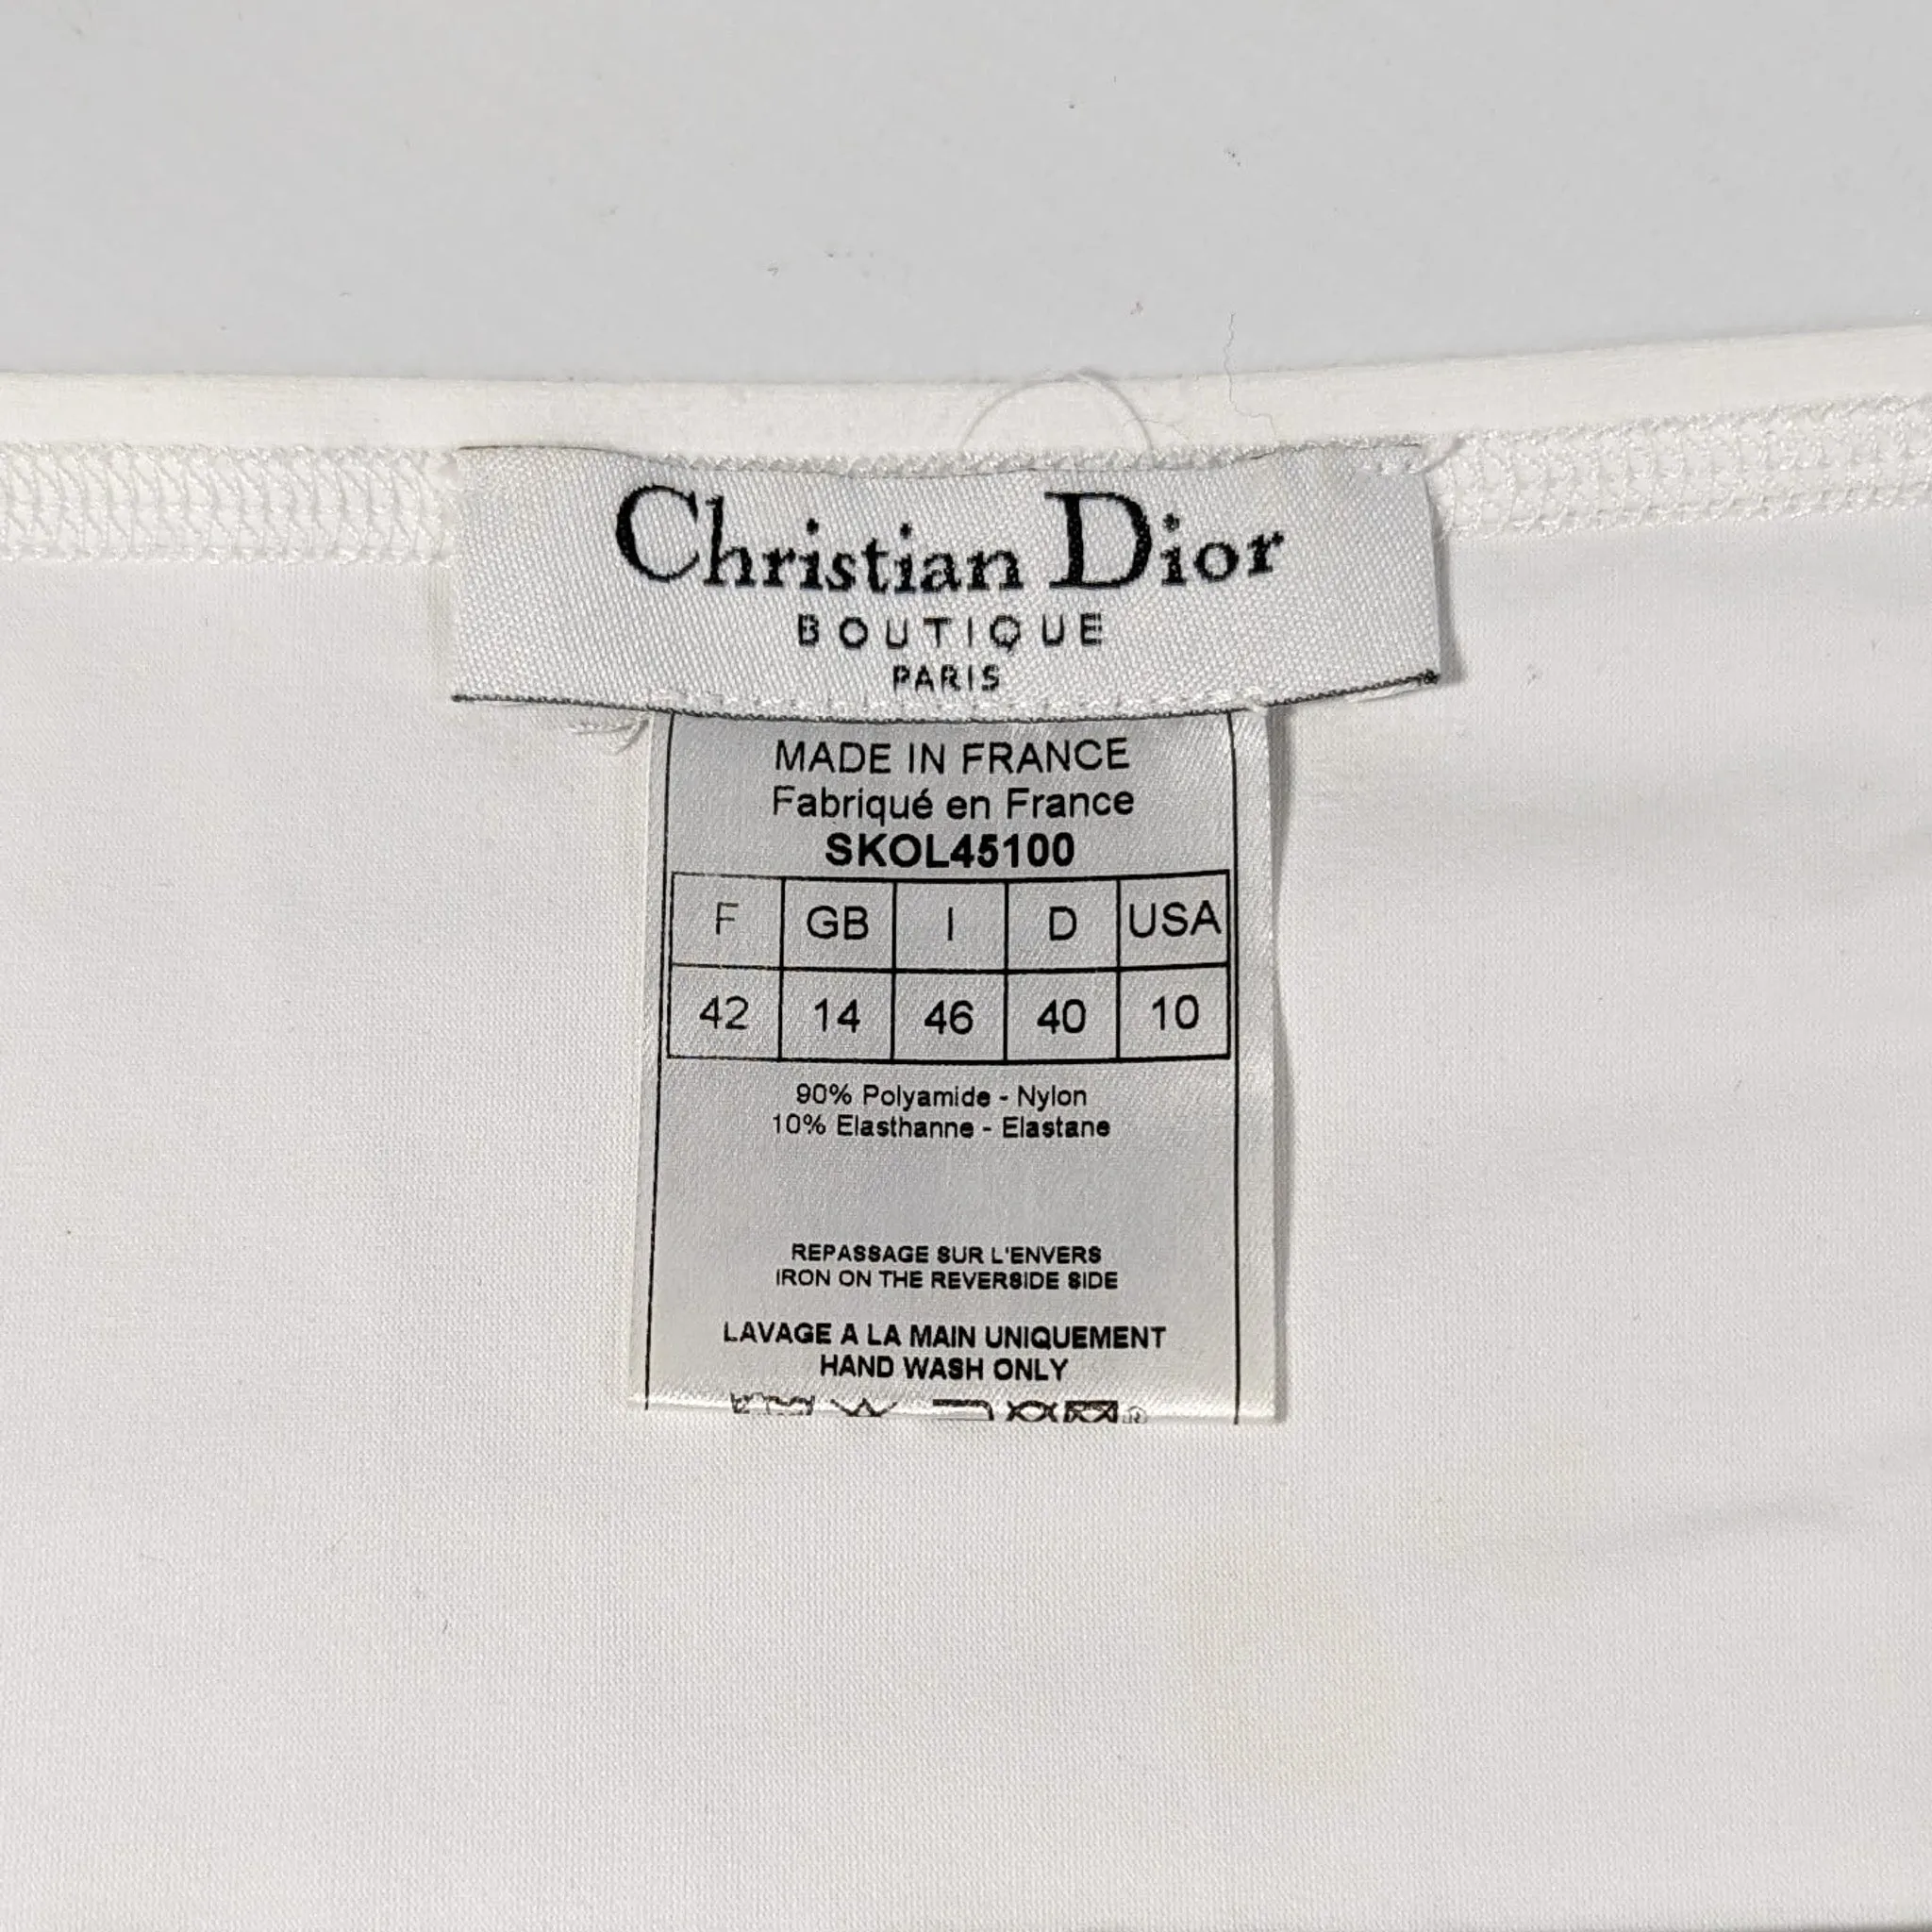 Christian Dior
BOUTIQUE
PARIS
MADE IN FRANCE
Fabriqué en France
SKOL45100
F GB I D USA
42 14 46 40 10
90% Polyamide - Nylon
10% Elasthanne - Elastane
REPASSAGE SUR L'ENVERS
IRON ON THE REVERSIDE SIDE
LAVAGE A LA MAIN UNIQUEMENT
HAND WASH ONLY